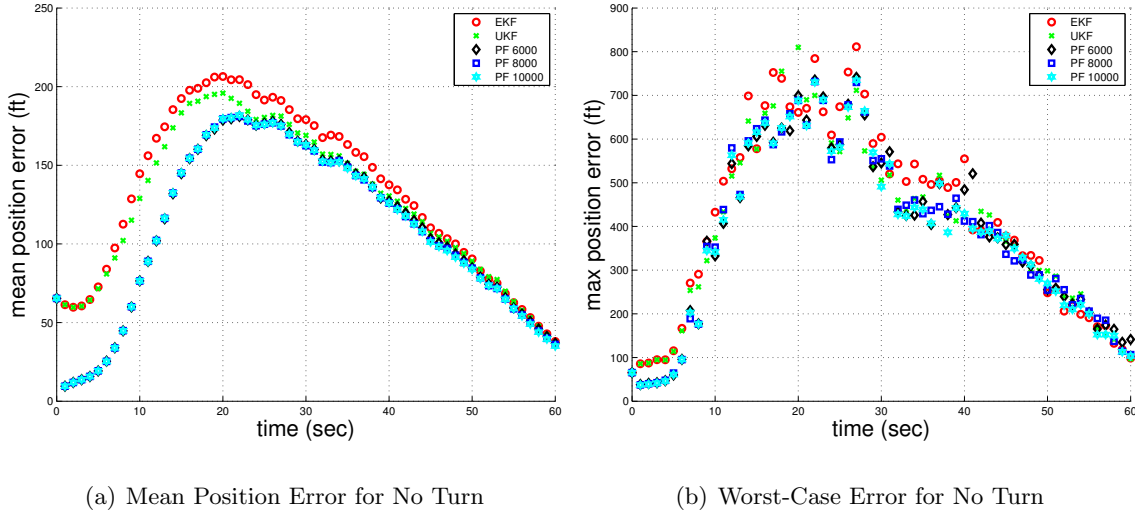 250
200
150
100
50
0
0 10 20 30 40 50 60
mean position error (ft)
time (sec)
EKF
UKF
PF 6000
PF 8000
PF 10000
(a) Mean Position Error for No Turn
900
800
700
600
500
400
300
200
100
0
0 10 20 30 40 50 60
max position error (ft)
time (sec)
EKF
UKF
PF 6000
PF 8000
PF 10000
(b) Worst-Case Error for No Turn